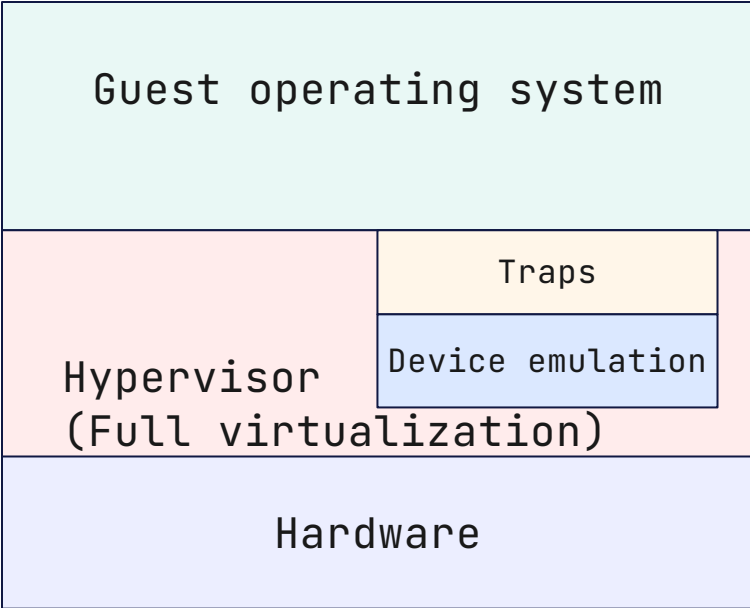 Guest operating system
Traps
Device emulation
Hypervisor
(Full virtualization)
Hardware